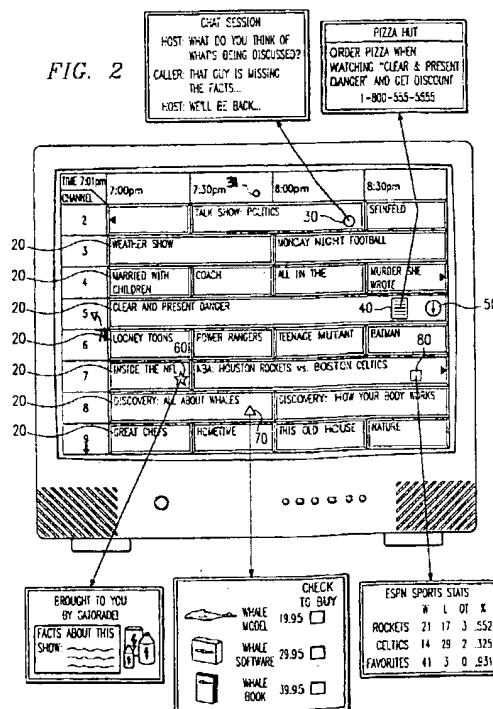 FIG. 2
CHAT SESSION
HOST: WHAT DO YOU THINK OF
WHAT'S BEING DISCUSSED?
CALLER: THAT GUY IS MISSING
THE FACTS...
HOST: WE'LL BE BACK...
PIZZA HUT
ORDER PIZZA WHEN
WATCHING "CLEAR & PRESENT
DANGER" AND GET DISCOUNT
1-800-555-5555
TIME 7:01pm
CHANNEL
7:00pm
7:30pm
8:00pm
8:30pm
2
TALK SHOW: POLITICS
30
SEINFELD
20
3
WEATHER SHOW
MONDAY NIGHT FOOTBALL
20
4
MARRIED WITH
CHILDREN
COACH
ALL IN THE
MURDER SHE
WROTE
20
5
CLEAR AND PRESENT DANGER
40
50
20
6
LOONEY TOONS
60
POWER RANGERS
TEENAGE MUTANT
BATMAN
80
20
7
INSIDE THE NFL
NBA: HOUSTON ROCKETS vs. BOSTON CELTICS
20
8
DISCOVERY: ALL ABOUT WHALES
DISCOVERY: HOW YOUR BODY WORKS
20
9
GREAT CHEFS
HOMETIME
70
THIS OLD HOUSE
NATURE
BROUGHT TO YOU
BY GATORADE!
FACTS ABOUT THIS
SHOW:
CHECK
TO BUY
WHALE
MODEL
19.95
WHALE
SOFTWARE
29.95
WHALE
BOOK
39.95
ESPN SPORTS STATS
W L OT %
ROCKETS 21 17 3 .552
CELTICS 14 29 2 .325
FAVORITES 41 3 0 .931